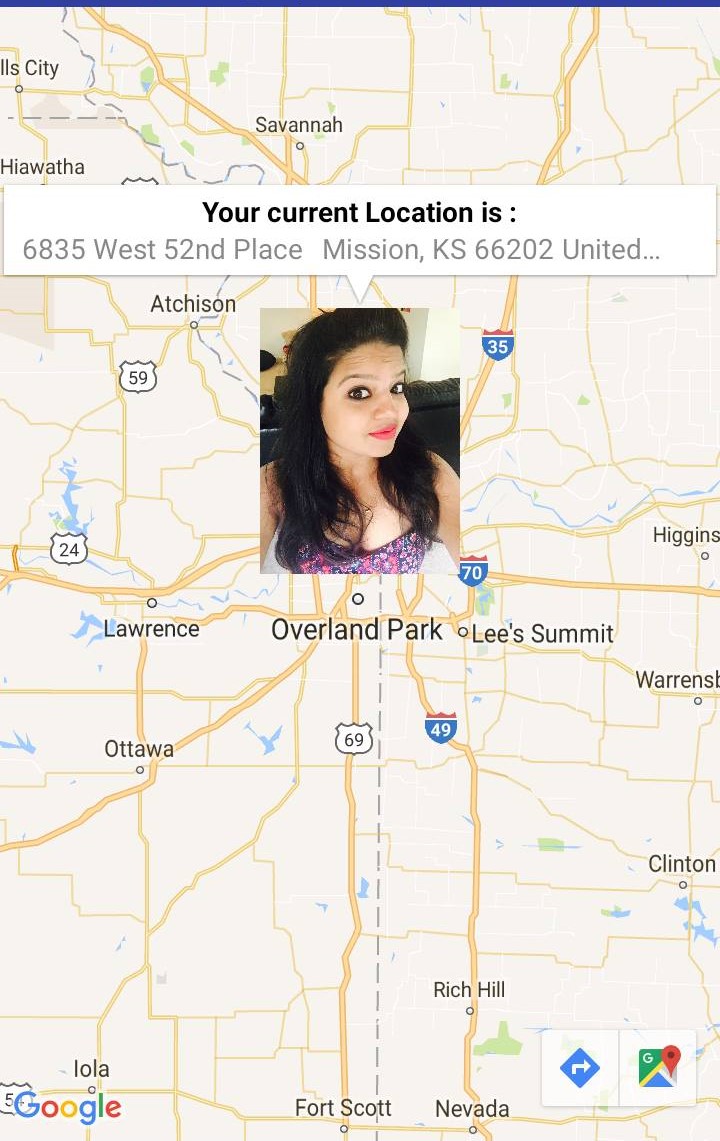 lls City
Savannah
Hiawatha
Your current Location is :
6835 West 52nd Place Mission, KS 66202 United...
Atchison
35
59
24
Higgins
70
Lawrence
Overland Park
Lee's Summit
Warrensb
69
49
Ottawa
Clinton
Rich Hill
Iola
5
Google
Fort Scott
Nevada
G